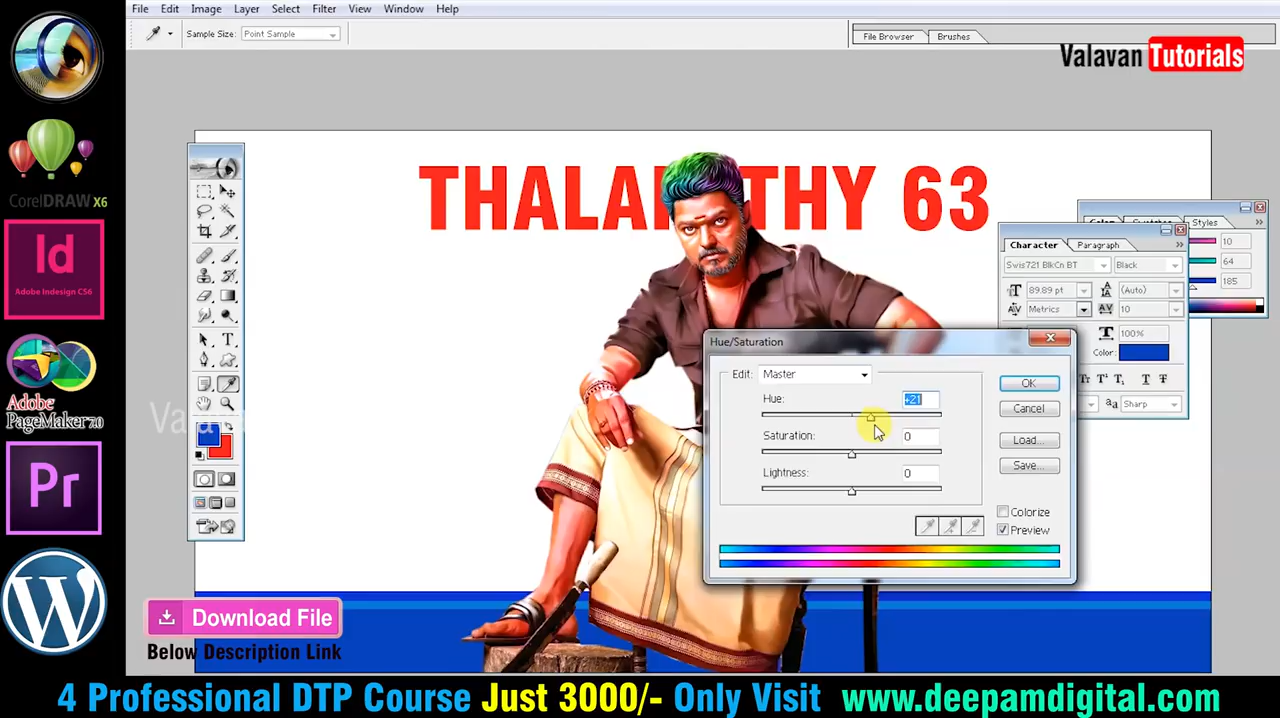 File Edit Image Layer Select Filter View Window Help
Sample Size: Point Sample
File Browser Brushes
Valavan Tutorials
CorelDRAW X6
Id
Adobe Indesign CS6
Adobe
PageMaker7.0
Pr
THALA THY 63
Styles
10
64
185
Character Paragraph
Swis721 BlkCn BT Black
89.89 pt (Auto)
Metrics 10
100%
Color:
Sharp
Hue/Saturation
Edit: Master
Hue: +21
Saturation: 0
Lightness: 0
OK
Cancel
Load...
Save...
Colorize
Preview
Download File
Below Description Link
4 Professional DTP Course Just 3000/- Only Visit www.deepamdigital.com